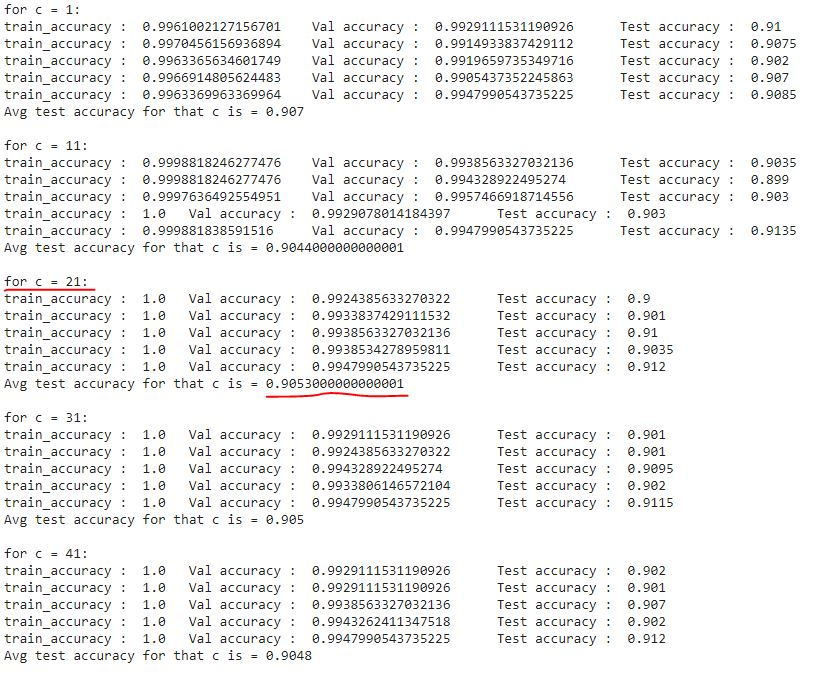 for c = 1:
train_accuracy :  0.9961002127156701    Val accuracy :  0.9929111531190926      Test accuracy :  0.91
train_accuracy :  0.9970456156936894    Val accuracy :  0.9914933837429112      Test accuracy :  0.9075
train_accuracy :  0.9963365634601749    Val accuracy :  0.9919659735349716      Test accuracy :  0.902
train_accuracy :  0.9966914805624483    Val accuracy :  0.9905437352245863      Test accuracy :  0.907
train_accuracy :  0.9963369963369964    Val accuracy :  0.9947990543735225      Test accuracy :  0.9085
Avg test accuracy for that c is = 0.907
for c = 11:
train_accuracy :  0.9998818246277476    Val accuracy :  0.9938563327032136      Test accuracy :  0.9035
train_accuracy :  0.9998818246277476    Val accuracy :  0.994328922495274       Test accuracy :  0.899
train_accuracy :  0.9997636492554951    Val accuracy :  0.9957466918714556      Test accuracy :  0.903
train_accuracy :  1.0   Val accuracy :  0.9929078014184397      Test accuracy :  0.903
train_accuracy :  0.999881838591516     Val accuracy :  0.9947990543735225      Test accuracy :  0.9135
Avg test accuracy for that c is = 0.9044000000000001
for c = 21:
train_accuracy :  1.0   Val accuracy :  0.9924385633270322      Test accuracy :  0.9
train_accuracy :  1.0   Val accuracy :  0.9933837429111532      Test accuracy :  0.901
train_accuracy :  1.0   Val accuracy :  0.9938563327032136      Test accuracy :  0.91
train_accuracy :  1.0   Val accuracy :  0.9938534278959811      Test accuracy :  0.9035
train_accuracy :  1.0   Val accuracy :  0.9947990543735225      Test accuracy :  0.912
Avg test accuracy for that c is = 0.9053000000000001
for c = 31:
train_accuracy :  1.0   Val accuracy :  0.9929111531190926      Test accuracy :  0.901
train_accuracy :  1.0   Val accuracy :  0.9924385633270322      Test accuracy :  0.901
train_accuracy :  1.0   Val accuracy :  0.994328922495274       Test accuracy :  0.9095
train_accuracy :  1.0   Val accuracy :  0.9933806146572104      Test accuracy :  0.902
train_accuracy :  1.0   Val accuracy :  0.9947990543735225      Test accuracy :  0.9115
Avg test accuracy for that c is = 0.905
for c = 41:
train_accuracy :  1.0   Val accuracy :  0.9929111531190926      Test accuracy :  0.902
train_accuracy :  1.0   Val accuracy :  0.9929111531190926      Test accuracy :  0.901
train_accuracy :  1.0   Val accuracy :  0.9938563327032136      Test accuracy :  0.907
train_accuracy :  1.0   Val accuracy :  0.9943262411347518      Test accuracy :  0.902
train_accuracy :  1.0   Val accuracy :  0.9947990543735225      Test accuracy :  0.912
Avg test accuracy for that c is = 0.9048